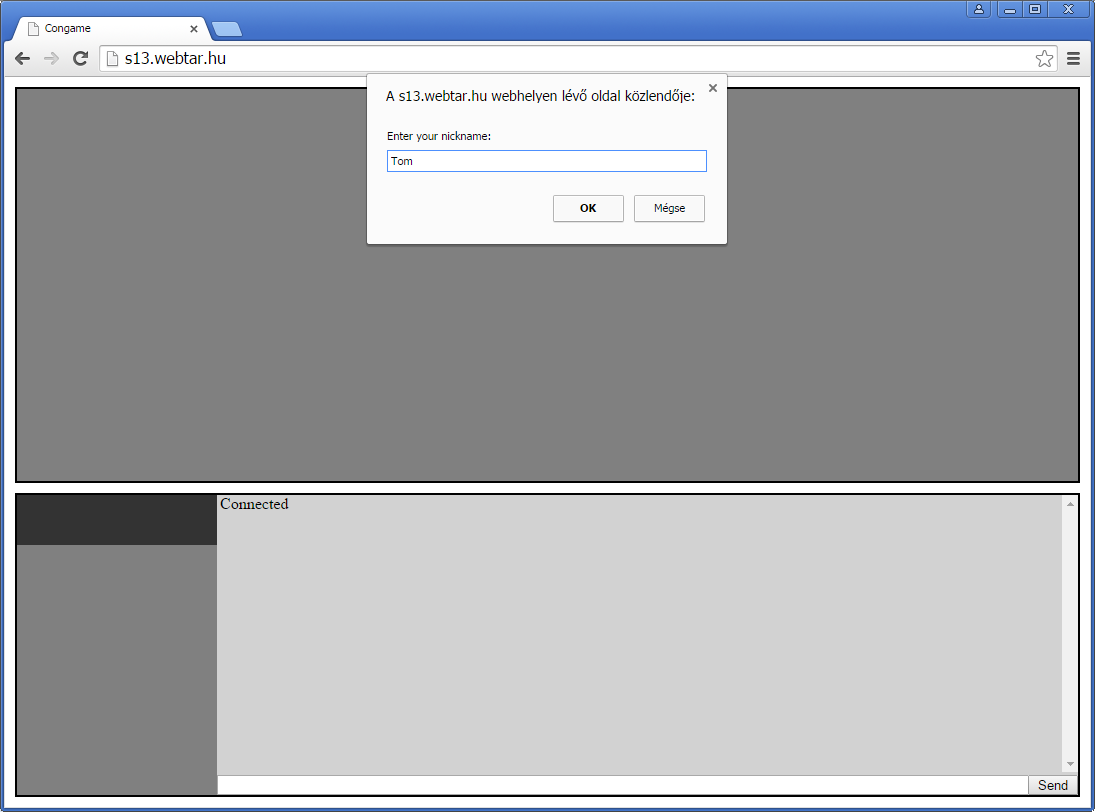 Congame
s13.webtar.hu
A s13.webtar.hu webhelyen lévő oldal közlendője:
Enter your nickname:
Tom
OK Mégse
Connected
Send